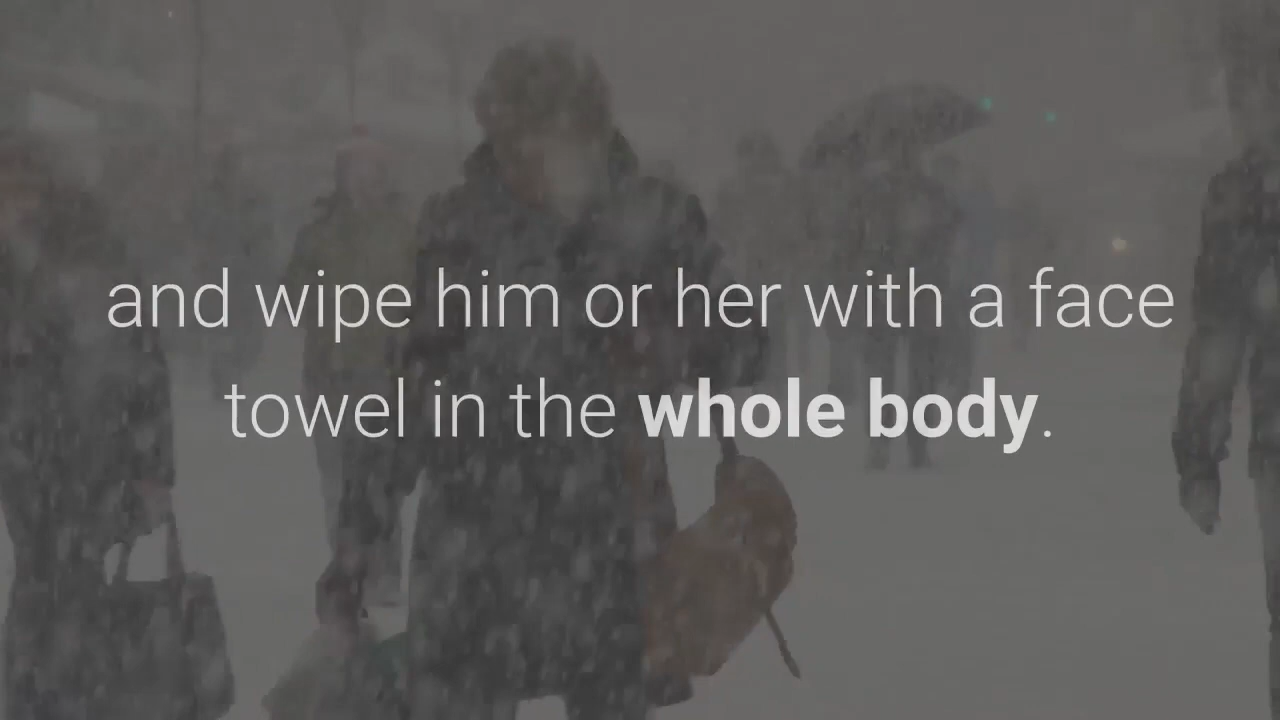 and wipe him or her with a face
towel in the whole body.